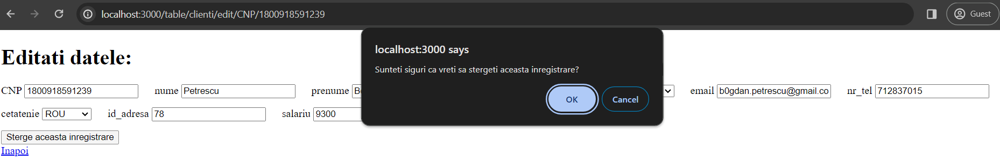 localhost:3000/table/clienti/edit/CNP/1800918591239 Guest
localhost:3000 says
Sunteti siguri ca vreti sa stergeti aceasta inregistrare?
OK Cancel
Editati datele:
CNP 1800918591239 nume Petrescu prenume email b0gdan.petrescu@gmail.co nr_tel 712837015
cetatenie ROU id_adresa 78 salariu 9300
Sterge aceasta inregistrare
Inapoi